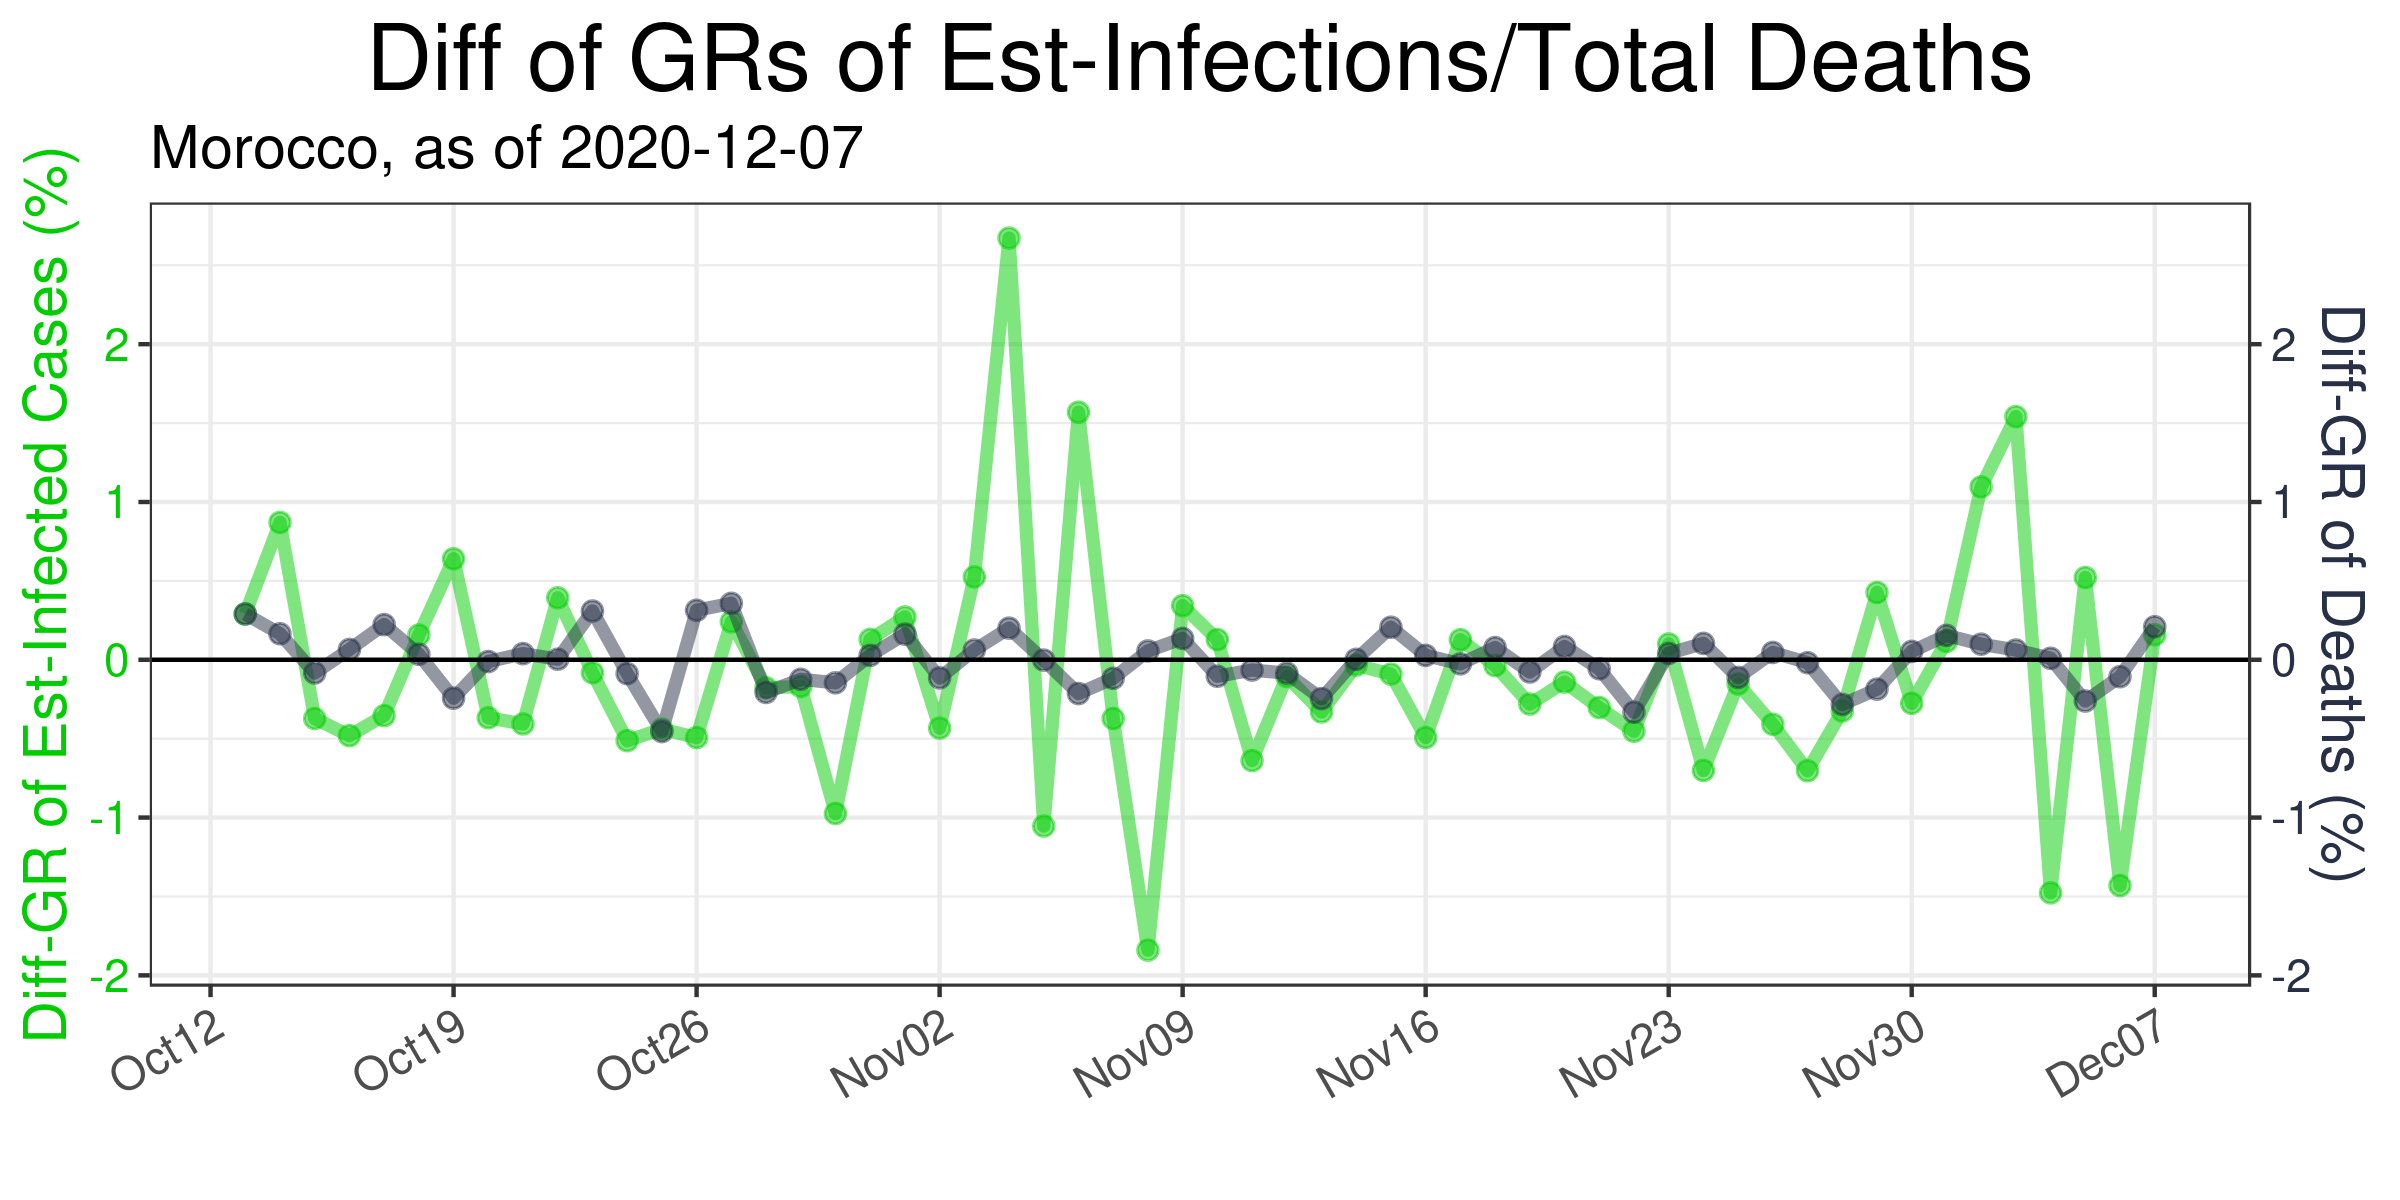 Diff of GRs of Est-Infections/Total Deaths
Morocco, as of 2020-12-07
Diff-GR of Est-Infected Cases (%)
2
1
0
-1
-2
2
1
0
-1
-2
Diff-GR of Deaths (%)
Oct12
Oct19
Oct26
Nov02
Nov09
Nov16
Nov23
Nov30
Dec07